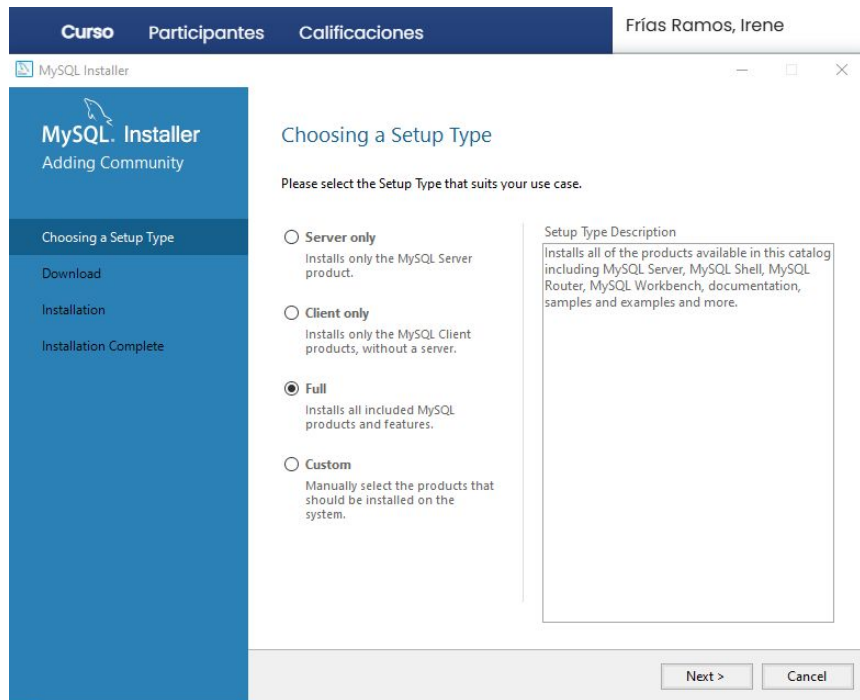 Curso Participantes Calificaciones
Frías Ramos, Irene
MySQL Installer
MySQL. Installer
Adding Community
Choosing a Setup Type
Download
Installation
Installation Complete
Choosing a Setup Type
Please select the Setup Type that suits your use case.
Server only
Installs only the MySQL Server
product.
Client only
Installs only the MySQL Client
products, without a server.
Full
Installs all included MySQL
products and features.
Custom
Manually select the products that
should be installed on the
system.
Setup Type Description
Installs all of the products available in this catalog
including MySQL Server, MySQL Shell, MySQL
Router, MySQL Workbench, documentation,
samples and examples and more.
Next >
Cancel